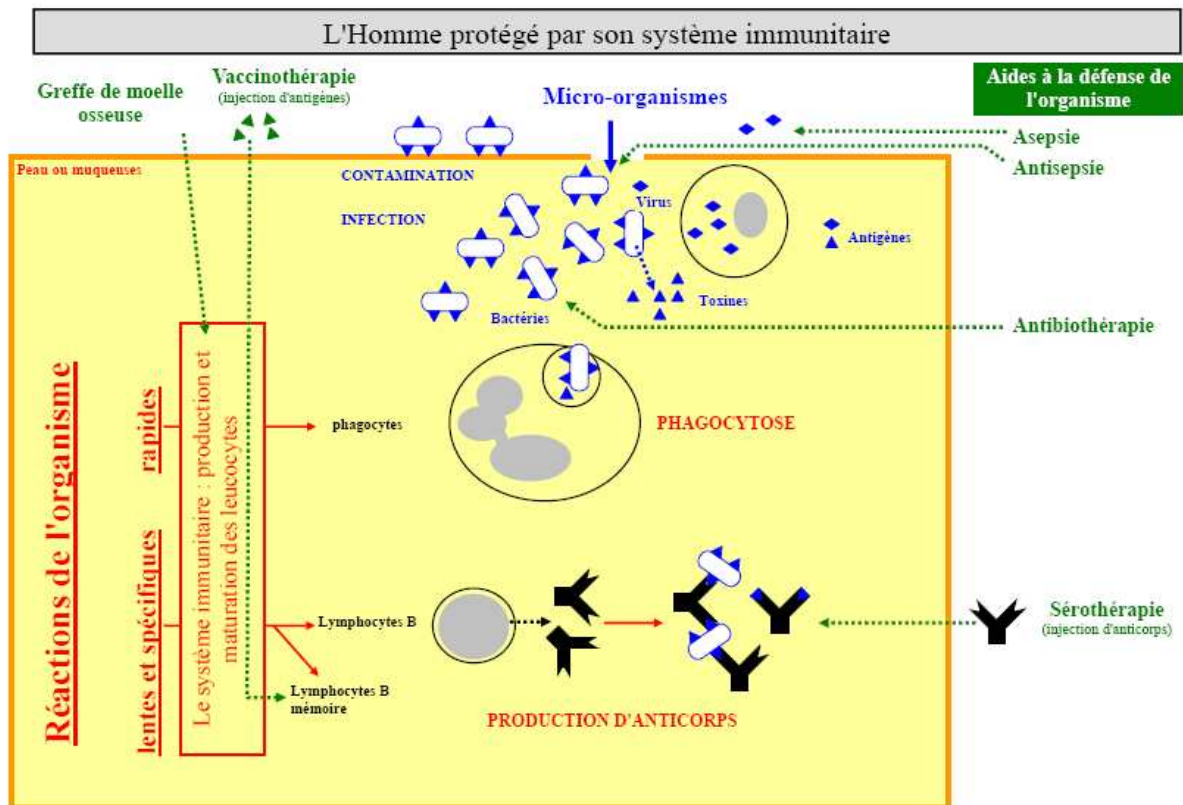 L'Homme protégé par son système immunitaire
Greffe de moelle
osseuse
Vaccinothérapie
(injection d'antigènes)
Micro-organismes
Aides à la défense de
l'organisme
Asepsie
Antisepsie
Peau ou muqueuses
CONTAMINATION
INFECTION
Virus
Antigènes
Toxines
Bactéries
Antibiothérapie
Réactions de l'organisme
rapides
lentes et spécifiques
Le système immunitaire : production et
maturation des leucocytes
phagocytes
PHAGOCYTOSE
Lymphocytes B
Lymphocytes B
mémoire
PRODUCTION D'ANTICORPS
Sérothérapie
(injection d'anticorps)